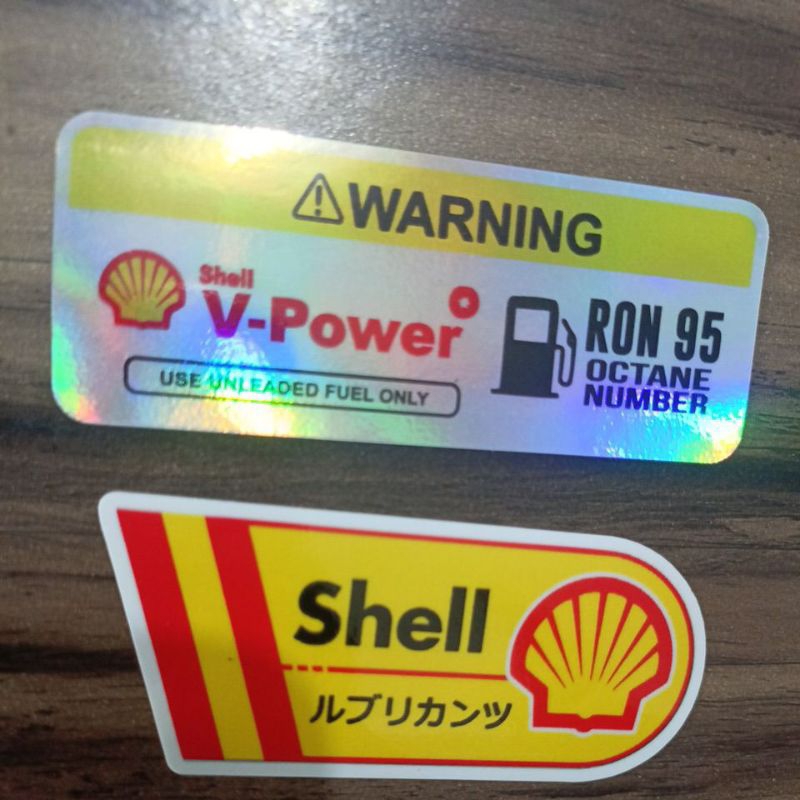 WARNING
Shell
V-Power
USE UNLEADED FUEL ONLY
RON 95
OCTANE
NUMBER
Shell
ルブリカンツ